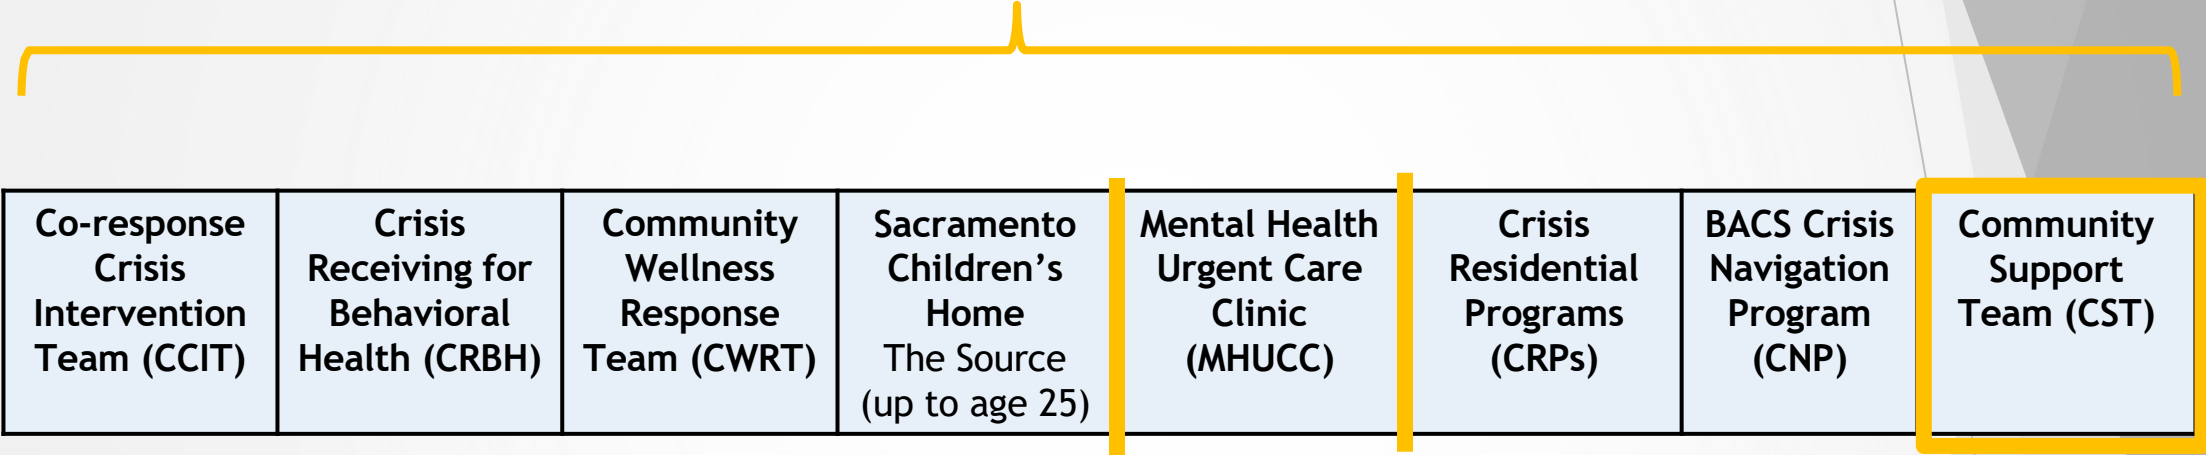 Co-response
Crisis
Intervention
Team (CCIT)
Crisis
Receiving for
Behavioral
Health (CRBH)
Community
Wellness
Response
Team (CWRT)
Sacramento
Children’s
Home
The Source
(up to age 25)
Mental Health
Urgent Care
Clinic
(MHUCC)
Crisis
Residential
Programs
(CRPs)
BACS Crisis
Navigation
Program
(CNP)
Community
Support
Team (CST)